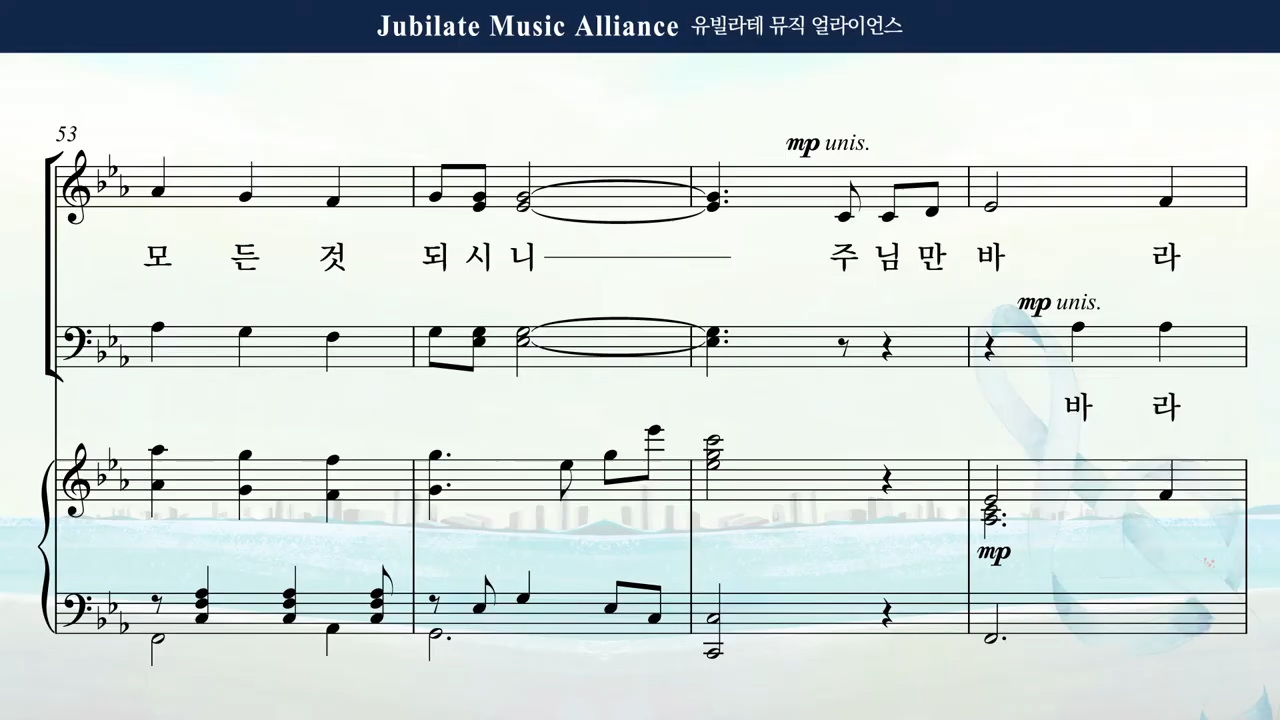 Jubilate Music Alliance 유빌라테 뮤직 얼라이언스
53
mp unis.
모 든 것 되 시 니 주 님 만 바 라
mp unis.
바 라
mp